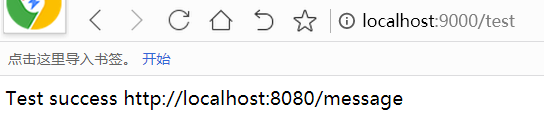 localhost:9000/test
点击这里导入书签。 开始
Test success http://localhost:8080/message